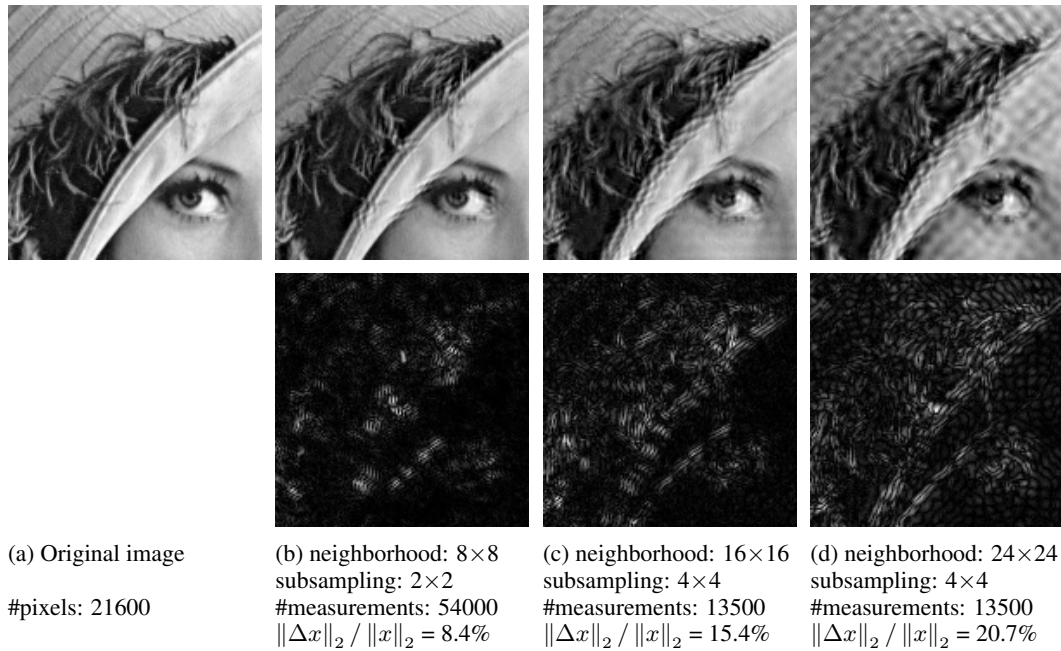 (a) Original image
#pixels: 21600
(b) neighborhood: 8×8
subsampling: 2×2
#measurements: 54000
‖Δx‖₂ / ‖x‖₂ = 8.4%
(c) neighborhood: 16×16
subsampling: 4×4
#measurements: 13500
‖Δx‖₂ / ‖x‖₂ = 15.4%
(d) neighborhood: 24×24
subsampling: 4×4
#measurements: 13500
‖Δx‖₂ / ‖x‖₂ = 20.7%